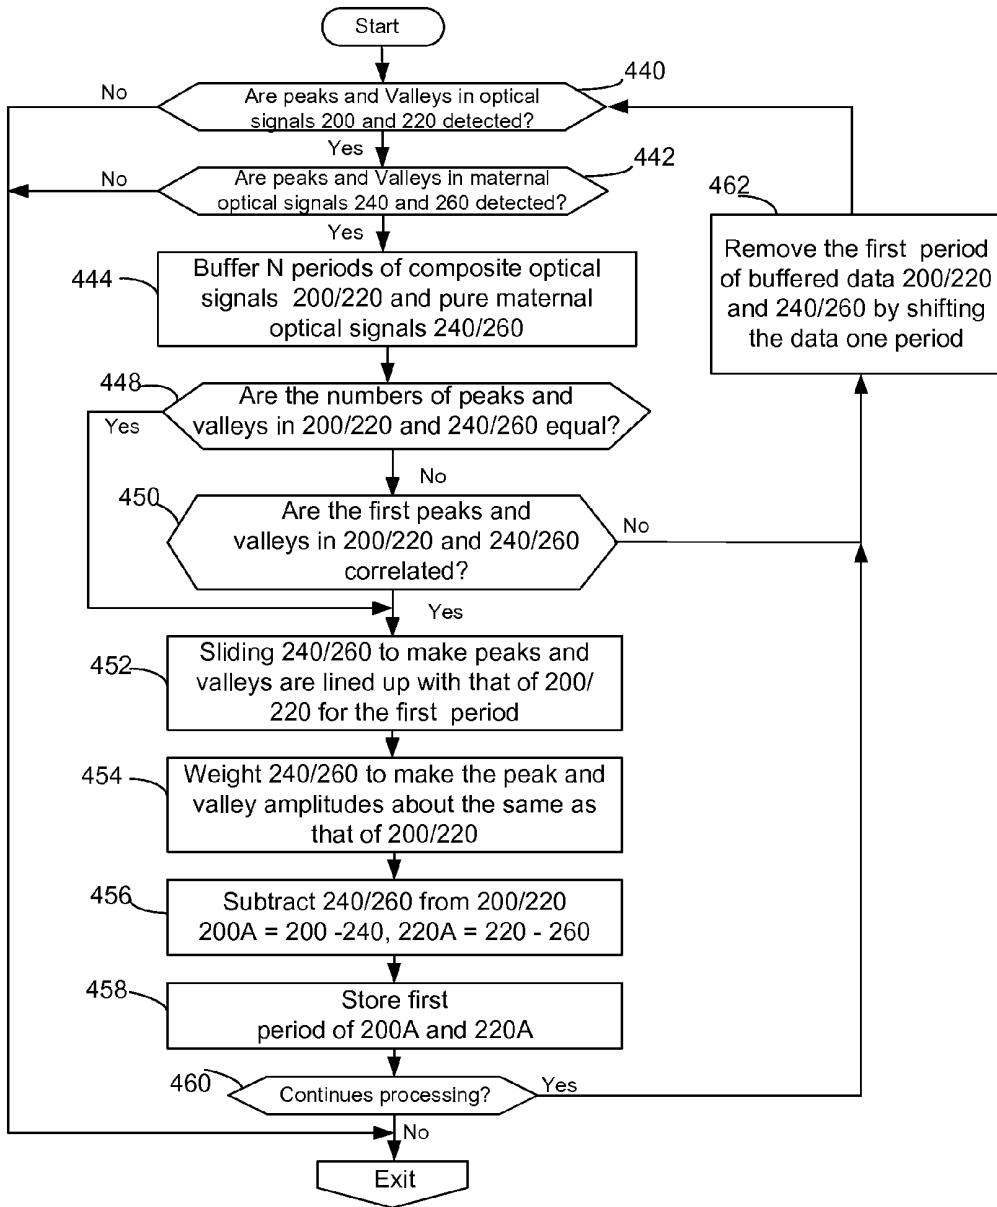 Start
440
No
Are peaks and Valleys in optical
signals 200 and 220 detected?
Yes
442
No
Are peaks and Valleys in maternal
optical signals 240 and 260 detected?
Yes
462
Remove the first period
of buffered data 200/220
and 240/260 by shifting
the data one period
444
Buffer N periods of composite optical
signals 200/220 and pure maternal
optical signals 240/260
448
Are the numbers of peaks and
valleys in 200/220 and 240/260 equal?
Yes
No
450
Are the first peaks and
valleys in 200/220 and 240/260
correlated?
No
Yes
452
Sliding 240/260 to make peaks and
valleys are lined up with that of 200/
220 for the first period
454
Weight 240/260 to make the peak and
valley amplitudes about the same as
that of 200/220
456
Subtract 240/260 from 200/220
200A = 200 -240, 220A = 220 - 260
458
Store first
period of 200A and 220A
460
Continues processing?
Yes
No
Exit